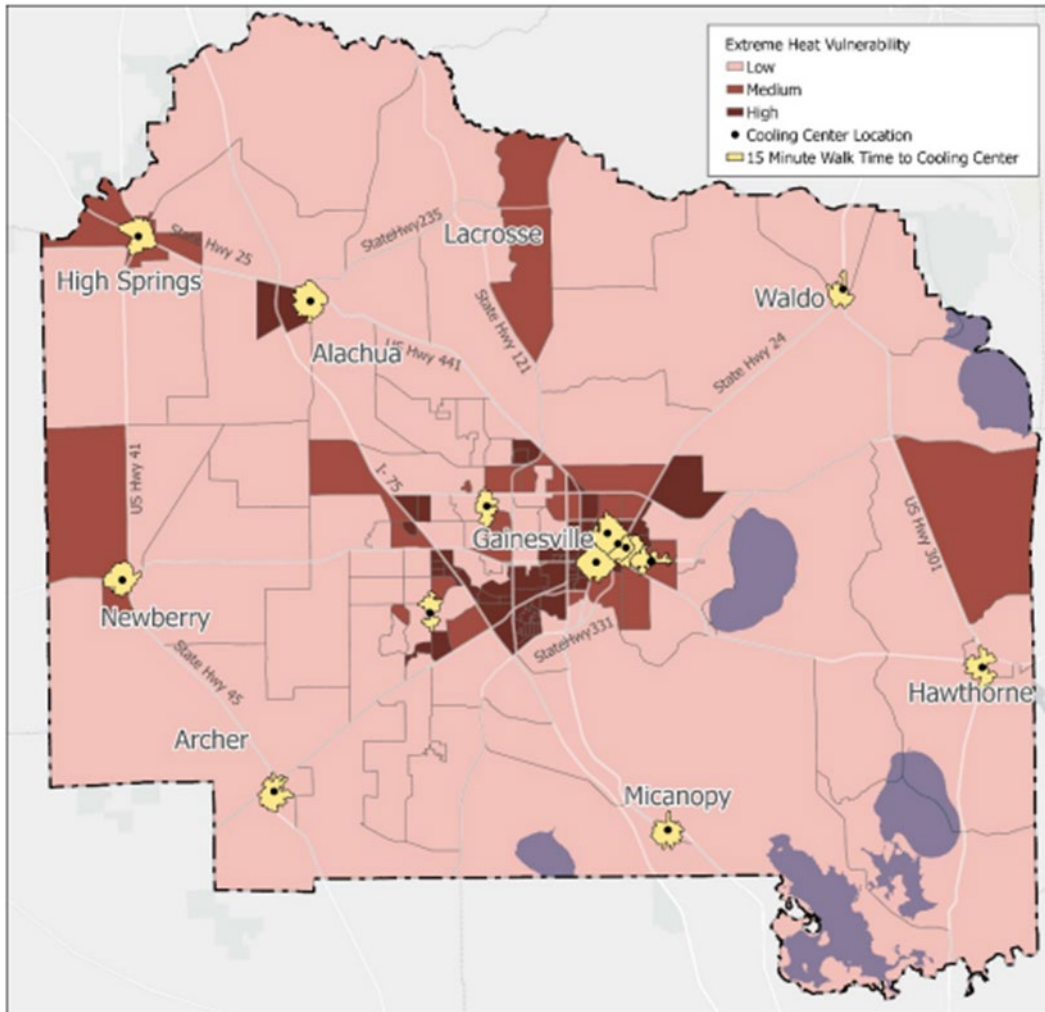 Extreme Heat Vulnerability
Low
Medium
High
Cooling Center Location
15 Minute Walk Time to Cooling Center
State Hwy 25
StateHwy235
Lacrosse
High Springs
Waldo
State Hwy 121
Alachua
US Hwy 441
State Hwy 24
US Hwy 41
I- 75
4
Gainesville
US Hwy 301
Newberry
StateHwy331
State Hwy 45
Hawthorne
Archer
Micanopy